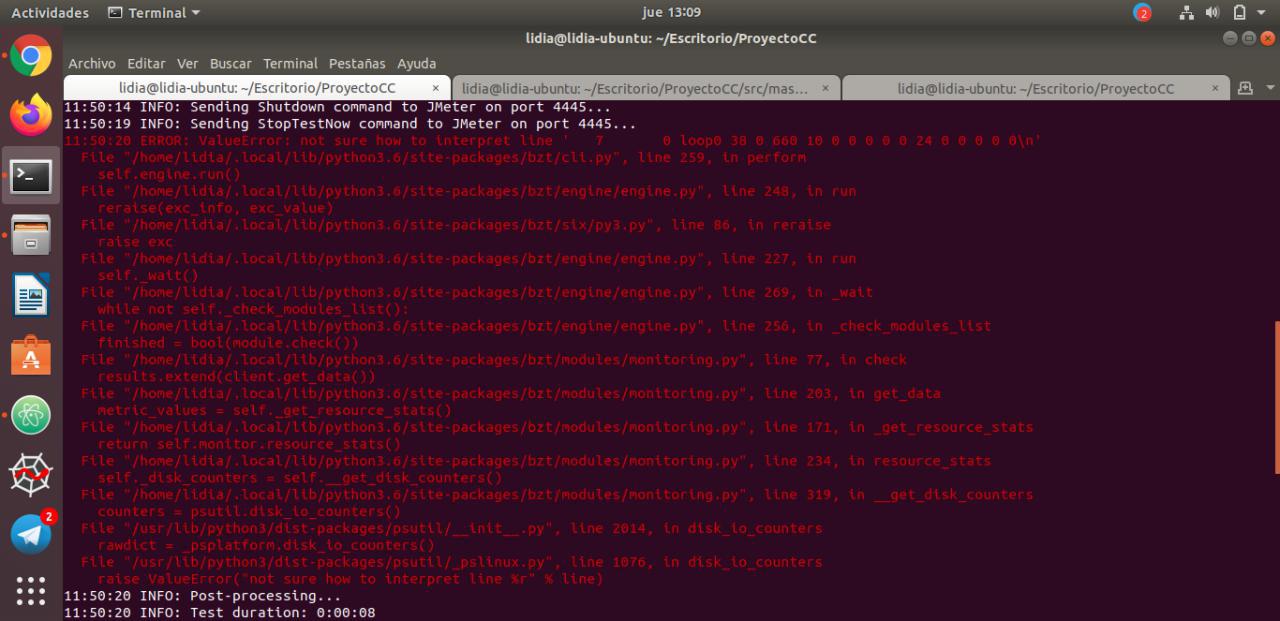 Actividades Terminal jue 13:09 2
lidia@lidia-ubuntu: ~/Escritorio/ProyectoCC
Archivo Editar Ver Buscar Terminal Pestañas Ayuda
lidia@lidia-ubuntu: ~/Escritorio/ProyectoCC × lidia@lidia-ubuntu: ~/Escritorio/ProyectoCC/src/mas... × lidia@lidia-ubuntu: ~/Escritorio/ProyectoCC ×
11:50:14 INFO: Sending Shutdown command to JMeter on port 4445...
11:50:19 INFO: Sending StopTestNow command to JMeter on port 4445...
11:50:20 ERROR: ValueError: not sure how to interpret line '   7       0 loop0 38 0 660 10 0 0 0 0 0 24 0 0 0 0 0\n'
  File "/home/lidia/.local/lib/python3.6/site-packages/bzt/cli.py", line 259, in perform
    self.engine.run()
  File "/home/lidia/.local/lib/python3.6/site-packages/bzt/engine/engine.py", line 248, in run
    reraise(exc_info, exc_value)
  File "/home/lidia/.local/lib/python3.6/site-packages/bzt/six/py3.py", line 86, in reraise
    raise exc
  File "/home/lidia/.local/lib/python3.6/site-packages/bzt/engine/engine.py", line 227, in run
    self._wait()
  File "/home/lidia/.local/lib/python3.6/site-packages/bzt/engine/engine.py", line 269, in _wait
    while not self._check_modules_list():
  File "/home/lidia/.local/lib/python3.6/site-packages/bzt/engine/engine.py", line 256, in _check_modules_list
    finished = bool(module.check())
  File "/home/lidia/.local/lib/python3.6/site-packages/bzt/modules/monitoring.py", line 77, in check
    results.extend(client.get_data())
  File "/home/lidia/.local/lib/python3.6/site-packages/bzt/modules/monitoring.py", line 203, in get_data
    metric_values = self._get_resource_stats()
  File "/home/lidia/.local/lib/python3.6/site-packages/bzt/modules/monitoring.py", line 171, in _get_resource_stats
    return self.monitor.resource_stats()
  File "/home/lidia/.local/lib/python3.6/site-packages/bzt/modules/monitoring.py", line 234, in resource_stats
    self._disk_counters = self.__get_disk_counters()
  File "/home/lidia/.local/lib/python3.6/site-packages/bzt/modules/monitoring.py", line 319, in __get_disk_counters
    counters = psutil.disk_io_counters()
  File "/usr/lib/python3/dist-packages/psutil/__init__.py", line 2014, in disk_io_counters
    rawdict = _psplatform.disk_io_counters()
  File "/usr/lib/python3/dist-packages/psutil/_pslinux.py", line 1076, in disk_io_counters
    raise ValueError("not sure how to interpret line %r" % line)
11:50:20 INFO: Post-processing...
11:50:20 INFO: Test duration: 0:00:08
2